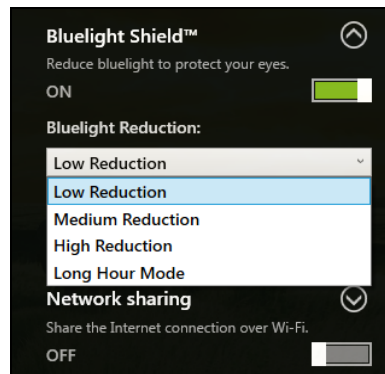 Bluelight Shield™
Reduce bluelight to protect your eyes.
ON
Bluelight Reduction:
Low Reduction
Low Reduction
Medium Reduction
High Reduction
Long Hour Mode
Network sharing
Share the Internet connection over Wi-Fi.
OFF